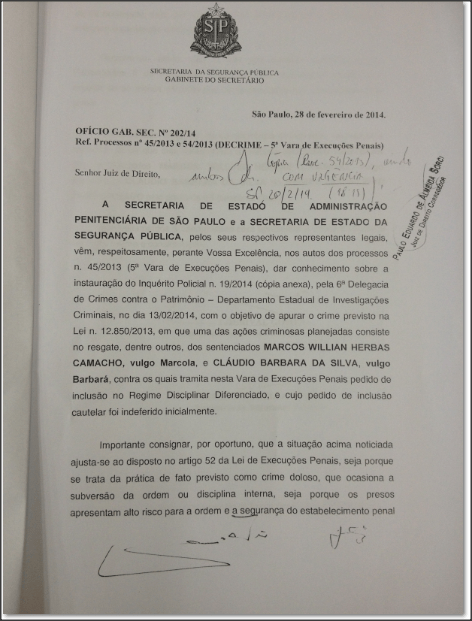 SP
SECRETARIA DA SEGURANÇA PÚBLICA
GABINETE DO SECRETÁRIO
São Paulo, 28 de fevereiro de 2014.
OFÍCIO GAB. SEC. Nº 202/14
Ref. Processos nº 45/2013 e 54/2013 (DECRIME – 5ª Vara de Execuções Penais)
Senhor Juiz de Direito,
COM URGÊNCIA
PAULO EDUARDO DE ALMEIDA SORCI
Juiz de Direito Corregedor
A SECRETARIA DE ESTADO DE ADMINISTRAÇÃO
PENITENCIÁRIA DE SÃO PAULO e a SECRETARIA DE ESTADO DA
SEGURANÇA PÚBLICA, pelos seus respectivos representantes legais,
vêm, respeitosamente, perante Vossa Excelência, nos autos dos processos
n. 45/2013 (5ª Vara de Execuções Penais), dar conhecimento sobre a
instauração do Inquérito Policial n. 19/2014 (cópia anexa), pela 6ª Delegacia
de Crimes contra o Patrimônio – Departamento Estadual de Investigações
Criminais, no dia 13/02/2014, com o objetivo de apurar o crime previsto na
Lei n. 12.850/2013, em que uma das ações criminosas planejadas consiste
no resgate, dentre outros, dos sentenciados MARCOS WILLIAN HERBAS
CAMACHO, vulgo Marcola, e CLÁUDIO BARBARA DA SILVA, vulgo
Barbará, contra os quais tramita nesta Vara de Execuções Penais pedido de
inclusão no Regime Disciplinar Diferenciado, e cujo pedido de inclusão
cautelar foi indeferido inicialmente.
Importante consignar, por oportuno, que a situação acima noticiada
ajusta-se ao disposto no artigo 52 da Lei de Execuções Penais, seja porque
se trata da prática de fato previsto como crime doloso, que ocasiona a
subversão da ordem ou disciplina interna, seja porque os presos
apresentam alto risco para a ordem e a segurança do estabelecimento penal